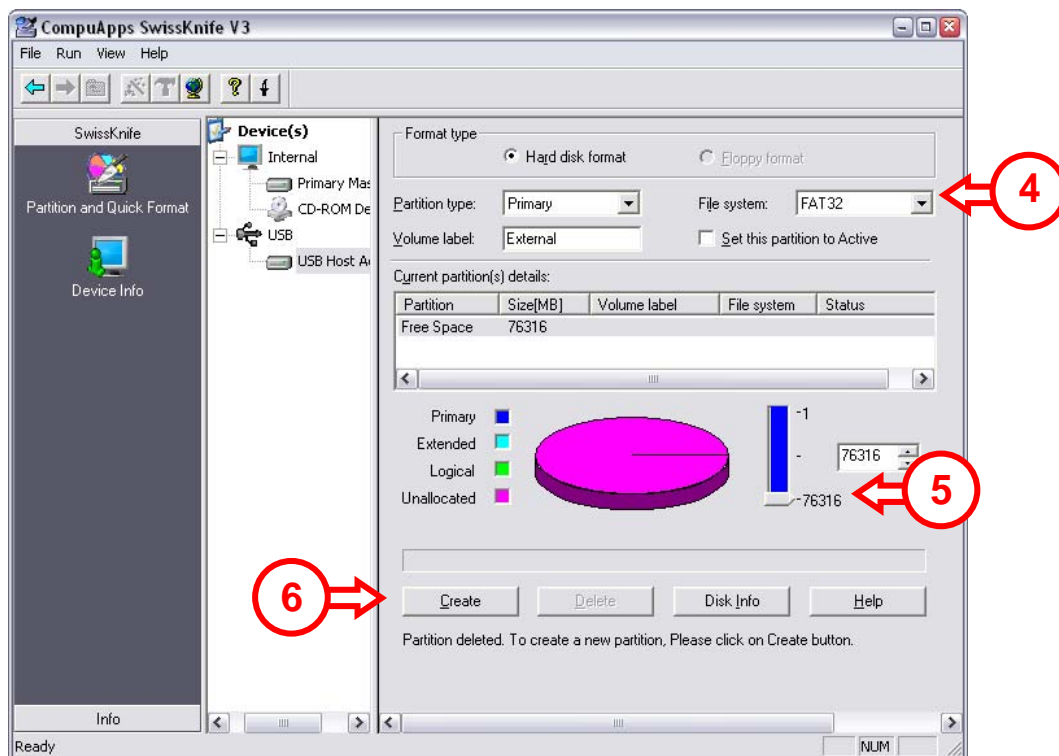 CompuApps SwissKnife V3
File Run View Help
SwissKnife
Partition and Quick Format
Device Info
Info
Device(s)
Internal
Primary Mas
CD-ROM De
USB
USB Host A
Format type
Hard disk format Floppy format
Partition type: Primary File system: FAT32
4
Volume label: External Set this partition to Active
Current partition(s) details:
Partition Size[MB] Volume label File system Status
Free Space 76316
Primary
Extended
Logical
Unallocated
-1
-
-76316
76316
5
6
Create Delete Disk Info Help
Partition deleted. To create a new partition, Please click on Create button.
Ready NUM